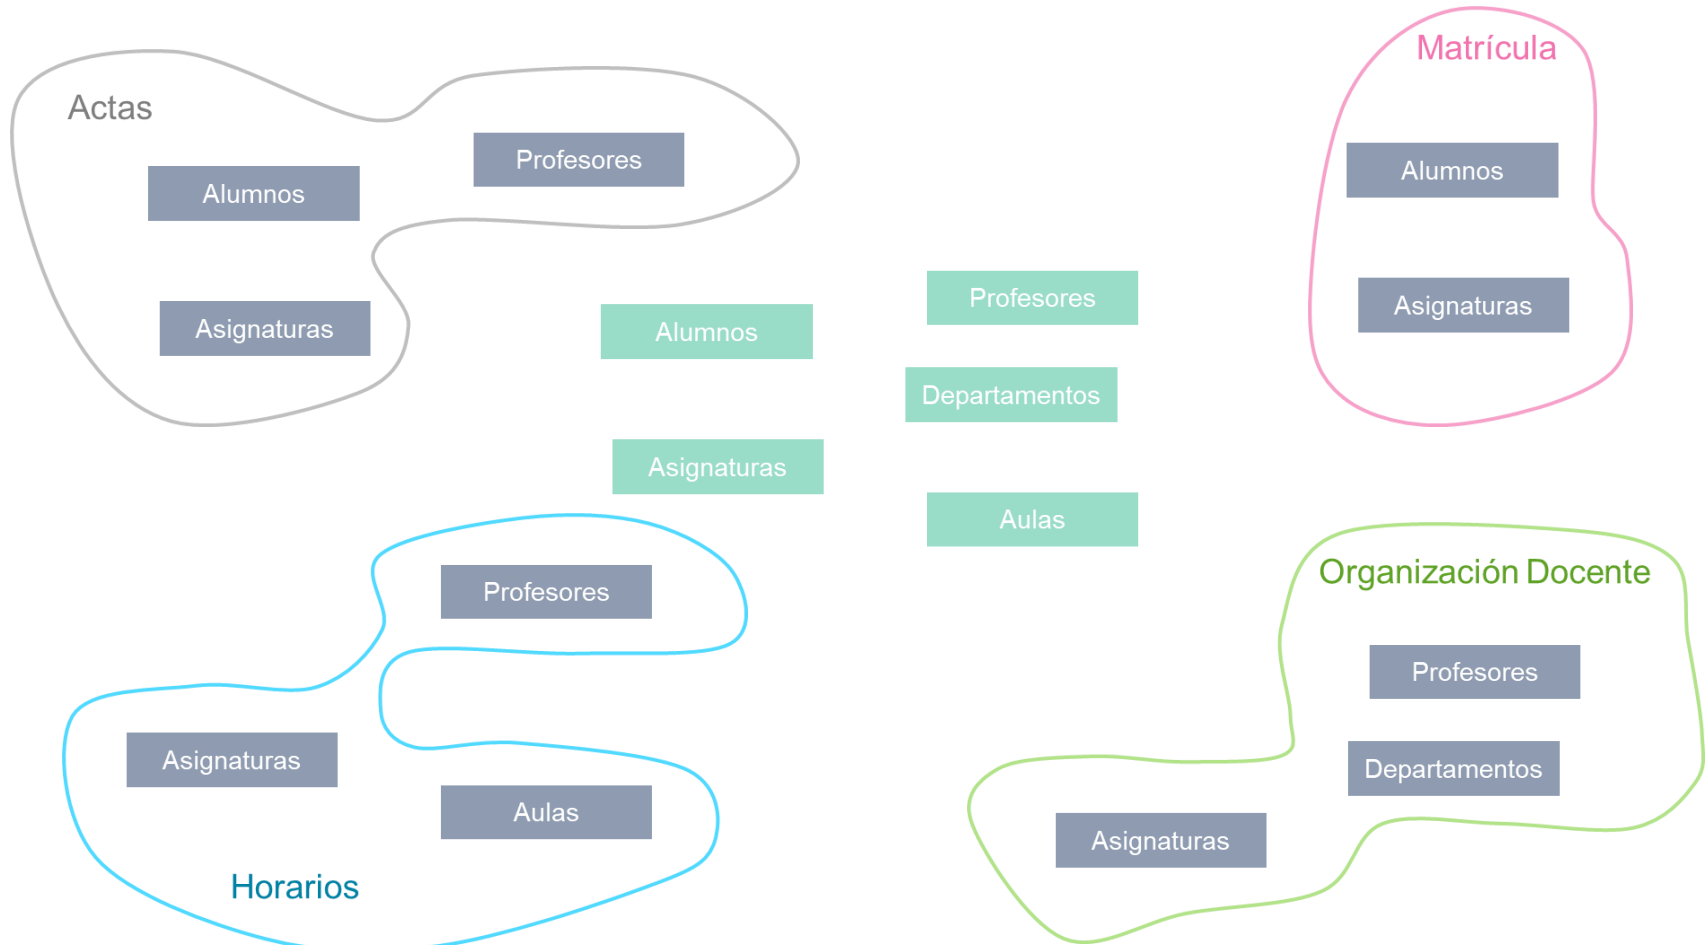 Actas
Alumnos
Profesores
Asignaturas
Matrícula
Alumnos
Asignaturas
Alumnos
Profesores
Departamentos
Asignaturas
Aulas
Profesores
Asignaturas
Aulas
Horarios
Organización Docente
Profesores
Departamentos
Asignaturas